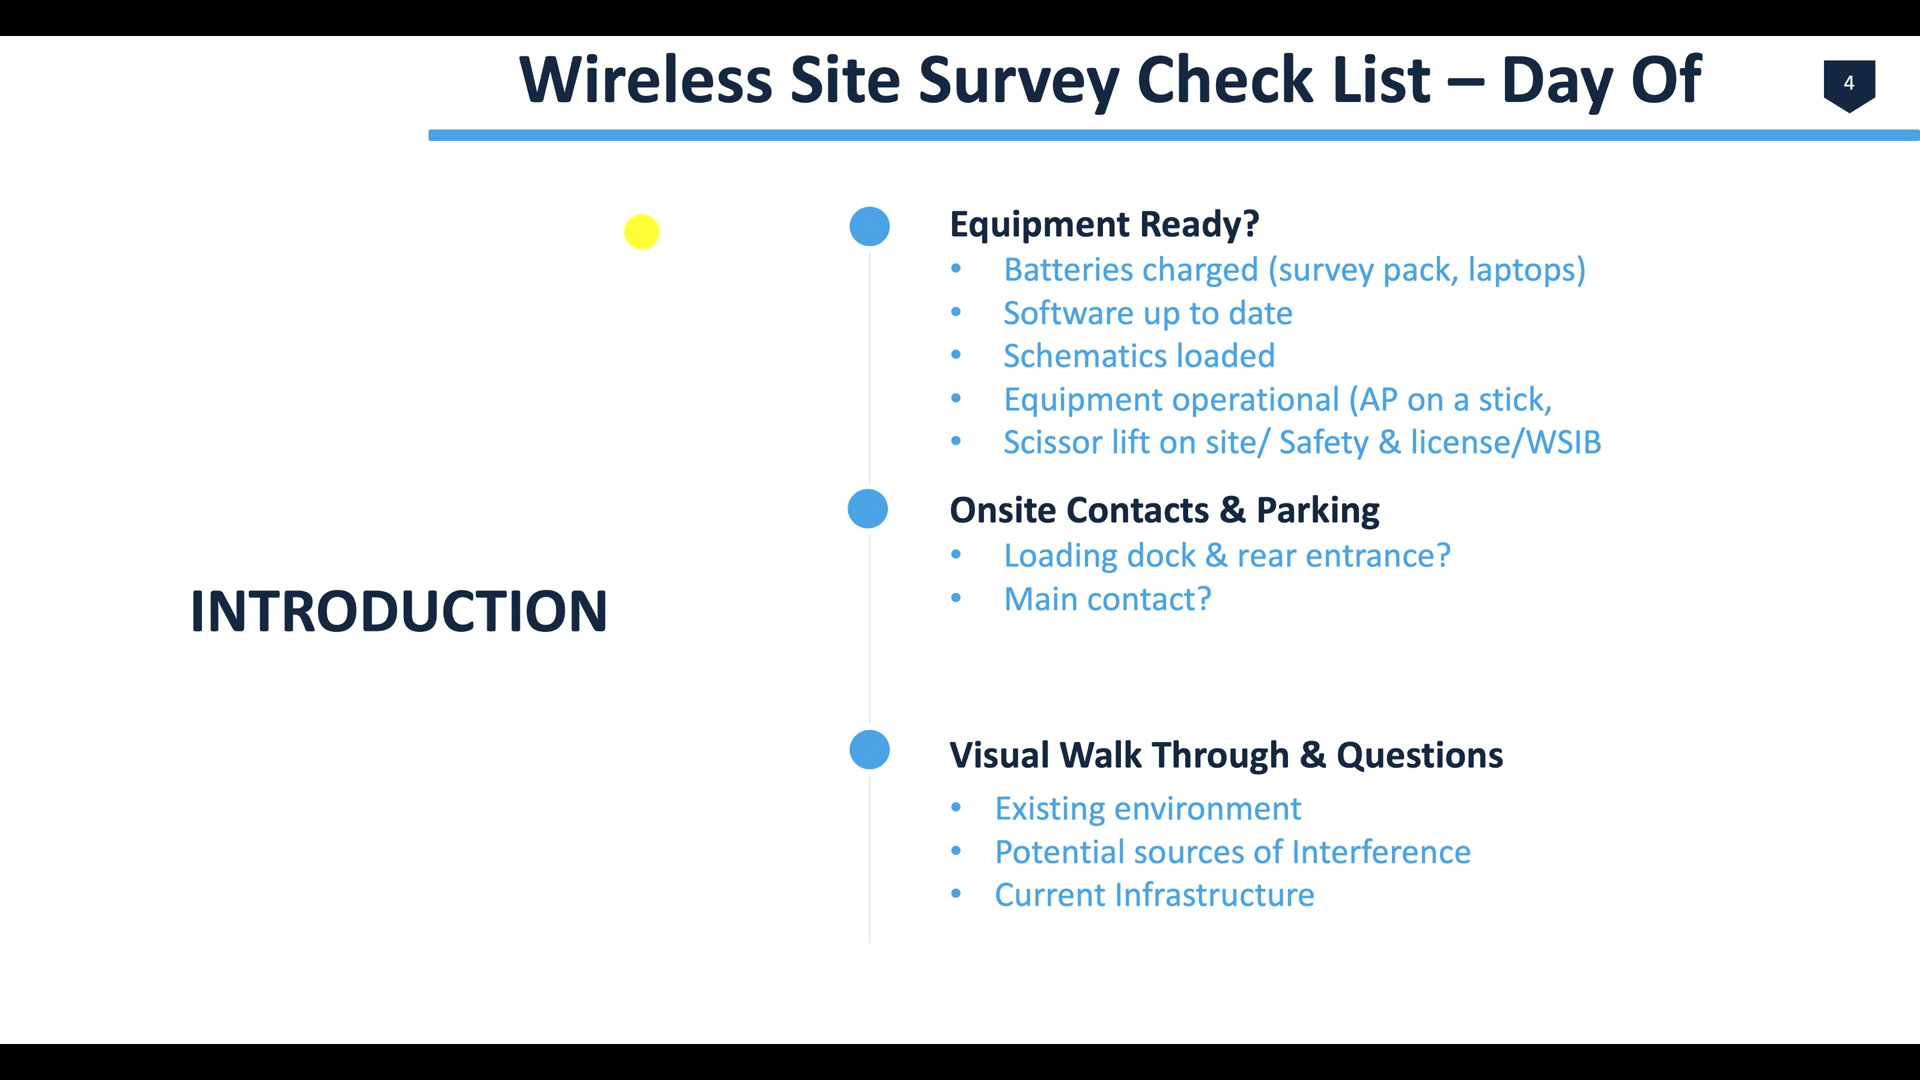 Wireless Site Survey Check List – Day Of
4
INTRODUCTION
Equipment Ready?
• Batteries charged (survey pack, laptops)
• Software up to date
• Schematics loaded
• Equipment operational (AP on a stick,
• Scissor lift on site/ Safety & license/WSIB
Onsite Contacts & Parking
• Loading dock & rear entrance?
• Main contact?
Visual Walk Through & Questions
• Existing environment
• Potential sources of Interference
• Current Infrastructure